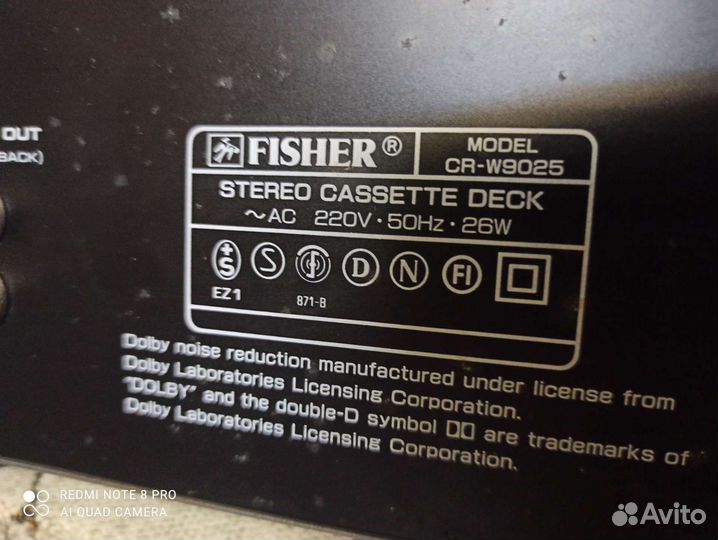 OUT
BACK)
FISHER®
MODEL
CR-W9025
STEREO CASSETTE DECK
~AC 220V·50Hz·26W
+S S S D N FI
EZ1
871-B
Dolby noise reduction manufactured under license from
Dolby Laboratories Licensing Corporation.
"DOLBY" and the double-D symbol DD are trademarks of
Dolby Laboratories Licensing Corporation.
REDMI NOTE 8 PRO
AI QUAD CAMERA
Avito